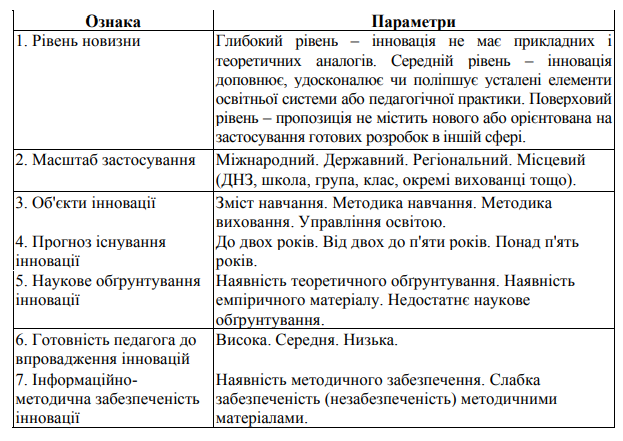 Ознака Параметри
1. Рівень новизни Глибокий рівень – інновація не має прикладних і
теоретичних аналогів. Середній рівень – інновація
доповнює, удосконалює чи поліпшує усталені елементи
освітньої системи або педагогічної практики. Поверховий
рівень – пропозиція не містить нового або орієнтована на
застосування готових розробок в іншій сфері.
2. Масштаб застосування Міжнародний. Державний. Регіональний. Місцевий
(ДНЗ, школа, група, клас, окремі вихованці тощо).
3. Об'єкти інновації Зміст навчання. Методика навчання. Методика
виховання. Управління освітою.
4. Прогноз існування До двох років. Від двох до п'яти років. Понад п'ять
інновації років.
5. Наукове обґрунтування Наявність теоретичного обґрунтування. Наявність
інновації емпіричного матеріалу. Недостатнє наукове
обґрунтування.
6. Готовність педагога до Висока. Середня. Низька.
впровадження інновацій
7. Інформаційно- Наявність методичного забезпечення. Слабка
методична забезпеченість забезпеченість (незабезпеченість) методичними
інновації матеріалами.